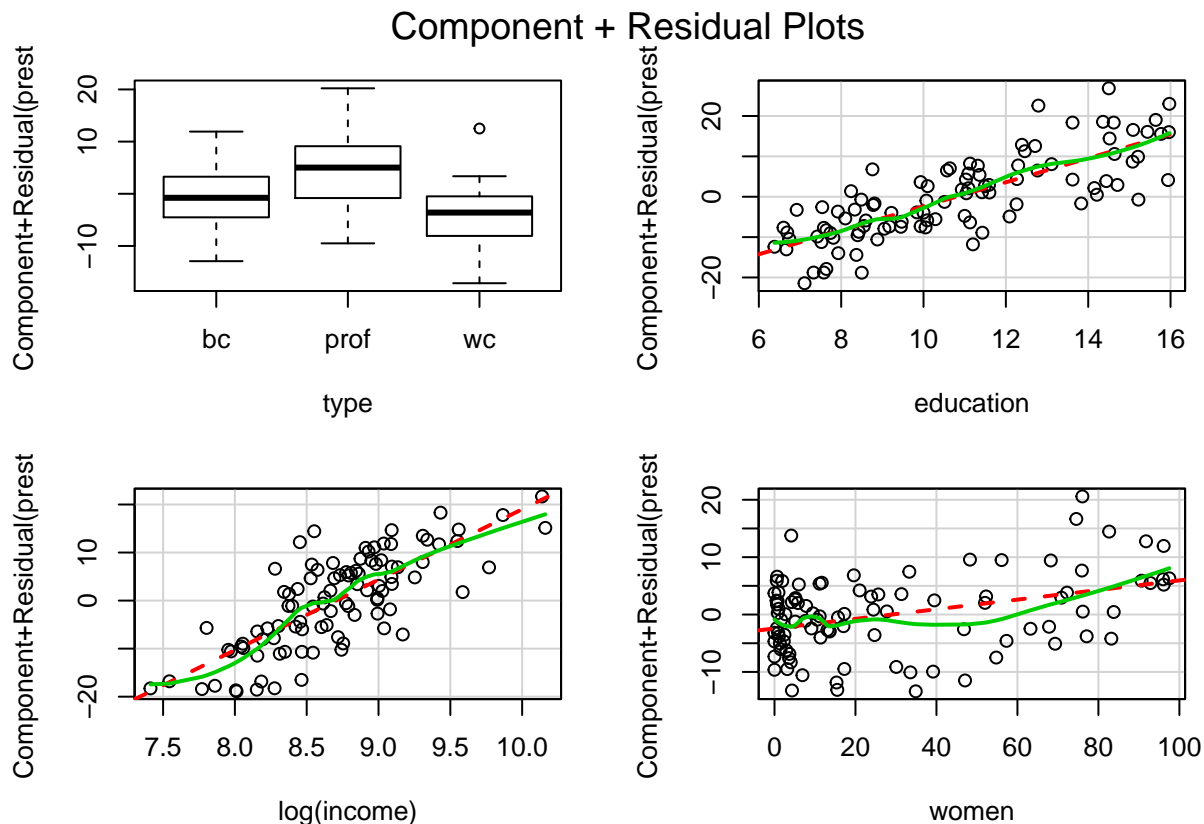 Component + Residual Plots
Component+Residual(prest
20
10
−10
bc
prof
wc
type
Component+Residual(prest
20
0
−20
6
8
10
12
14
16
education
Component+Residual(prest
20
10
0
−20
7.5
8.0
8.5
9.0
9.5
10.0
log(income)
Component+Residual(prest
20
10
0
−10
0
20
40
60
80
100
women